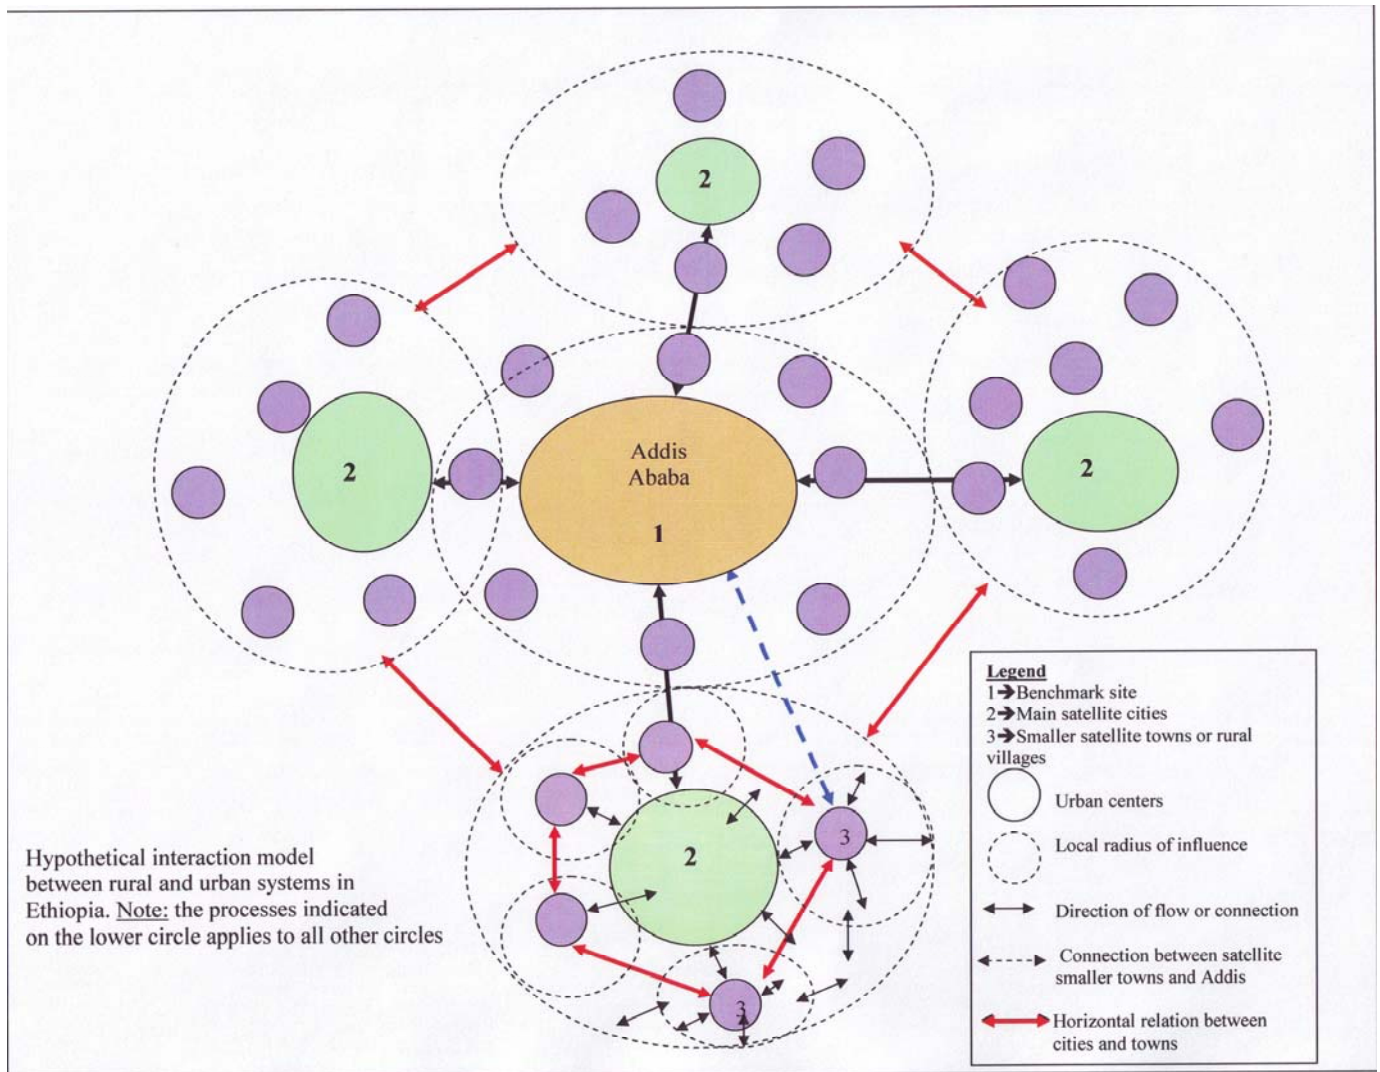 2
2
Addis
Ababa
1
2
2
3
3
Hypothetical interaction model
between rural and urban systems in
Ethiopia. Note: the processes indicated
on the lower circle applies to all other circles
Legend
1➔Benchmark site
2➔Main satellite cities
3➔Smaller satellite towns or rural
villages
Urban centers
Local radius of influence
Direction of flow or connection
Connection between satellite
smaller towns and Addis
Horizontal relation between
cities and towns